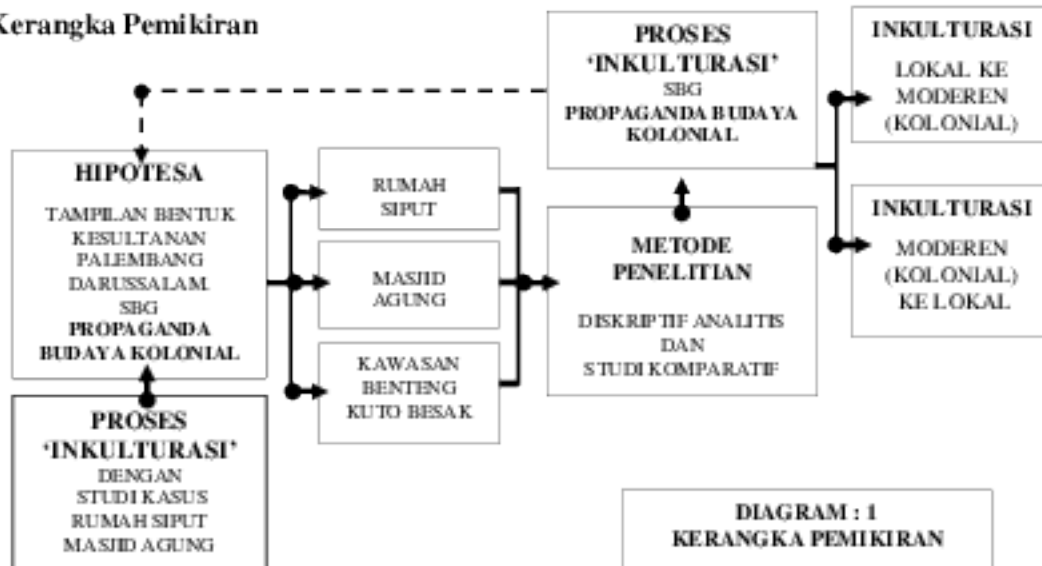 Kerangka Pemikiran
HIPOTESA
TAMPILAN BENTUK
KESULTANAN
PALEMBANG
DARUSSALAM
SBG
PROPAGANDA
BUDAYA KOLONIAL
PROSES
‘INKULTURASI’
DENGAN
STUDI KASUS
RUMAH SIPUT
MASJID AGUNG
RUMAH
SIPUT
MASJID
AGUNG
KAWASAN
BENTENG
KUTO BESAK
METODE
PENELITIAN
DISKRIPTIF ANALITIS
DAN
STUDI KOMPARATIF
PROSES
‘INKULTURASI’
SBG
PROPAGANDA BUDAYA
KOLONIAL
INKULTURASI
LOKAL KE
MODEREN
(KOLONIAL)
INKULTURASI
MODEREN
(KOLONIAL)
KE LOKAL
DIAGRAM : 1
KERANGKA PEMIKIRAN